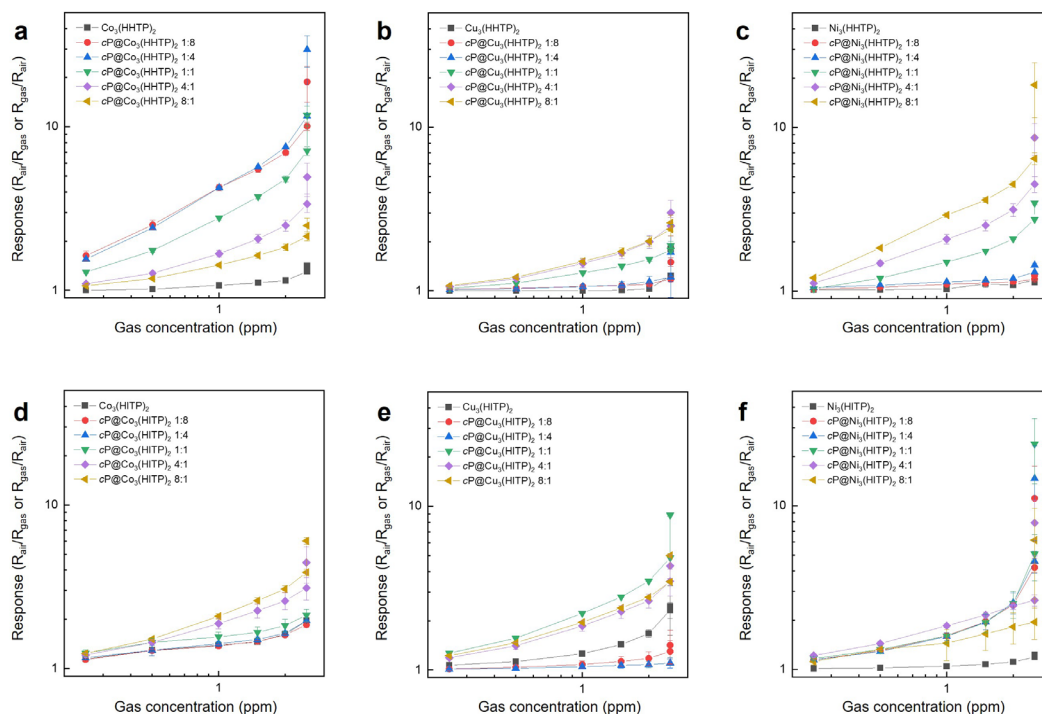 a
Response (Rair/Rgas or Rgas/Rair)
10
1
Co3(HHTP)2
cP@Co3(HHTP)2 1:8
cP@Co3(HHTP)2 1:4
cP@Co3(HHTP)2 1:1
cP@Co3(HHTP)2 4:1
cP@Co3(HHTP)2 8:1
1
Gas concentration (ppm)
b
Response (Rair/Rgas or Rgas/Rair)
10
1
Cu3(HHTP)2
cP@Cu3(HHTP)2 1:8
cP@Cu3(HHTP)2 1:4
cP@Cu3(HHTP)2 1:1
cP@Cu3(HHTP)2 4:1
cP@Cu3(HHTP)2 8:1
1
Gas concentration (ppm)
c
Response (Rair/Rgas or Rgas/Rair)
10
1
Ni3(HHTP)2
cP@Ni3(HHTP)2 1:8
cP@Ni3(HHTP)2 1:4
cP@Ni3(HHTP)2 1:1
cP@Ni3(HHTP)2 4:1
cP@Ni3(HHTP)2 8:1
1
Gas concentration (ppm)
d
Response (Rair/Rgas or Rgas/Rair)
10
1
Co3(HITP)2
cP@Co3(HITP)2 1:8
cP@Co3(HITP)2 1:4
cP@Co3(HITP)2 1:1
cP@Co3(HITP)2 4:1
cP@Co3(HITP)2 8:1
1
Gas concentration (ppm)
e
Response (Rair/Rgas or Rgas/Rair)
10
1
Cu3(HITP)2
cP@Cu3(HITP)2 1:8
cP@Cu3(HITP)2 1:4
cP@Cu3(HITP)2 1:1
cP@Cu3(HITP)2 4:1
cP@Cu3(HITP)2 8:1
1
Gas concentration (ppm)
f
Response (Rair/Rgas or Rgas/Rair)
10
1
Ni3(HITP)2
cP@Ni3(HITP)2 1:8
cP@Ni3(HITP)2 1:4
cP@Ni3(HITP)2 1:1
cP@Ni3(HITP)2 4:1
cP@Ni3(HITP)2 8:1
1
Gas concentration (ppm)